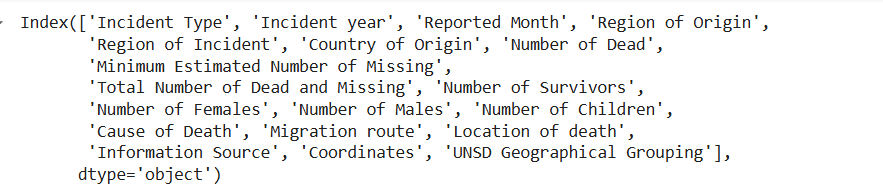 Index(['Incident Type', 'Incident year', 'Reported Month', 'Region of Origin',
'Region of Incident', 'Country of Origin', 'Number of Dead',
'Minimum Estimated Number of Missing',
'Total Number of Dead and Missing', 'Number of Survivors',
'Number of Females', 'Number of Males', 'Number of Children',
'Cause of Death', 'Migration route', 'Location of death',
'Information Source', 'Coordinates', 'UNSD Geographical Grouping'],
dtype='object')